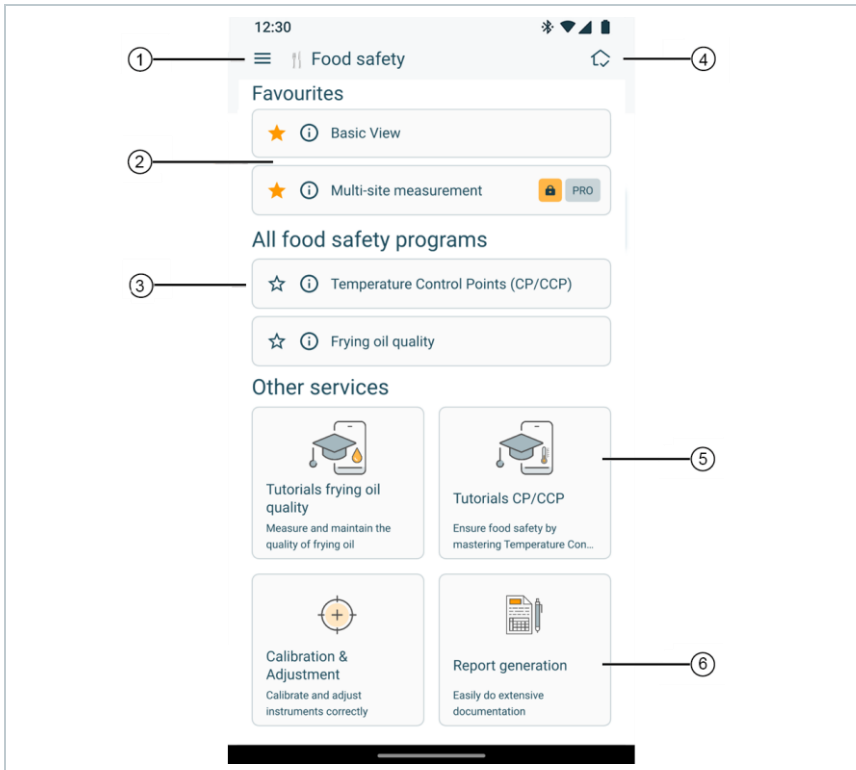 12:30
1
Food safety
4
Favourites
Basic View
2
Multi-site measurement PRO
All food safety programs
3
Temperature Control Points (CP/CCP)
Frying oil quality
Other services
Tutorials frying oil
quality
Measure and maintain the
quality of frying oil
Tutorials CP/CCP
Ensure food safety by
mastering Temperature Con...
5
Calibration &
Adjustment
Calibrate and adjust
instruments correctly
Report generation
Easily do extensive
documentation
6